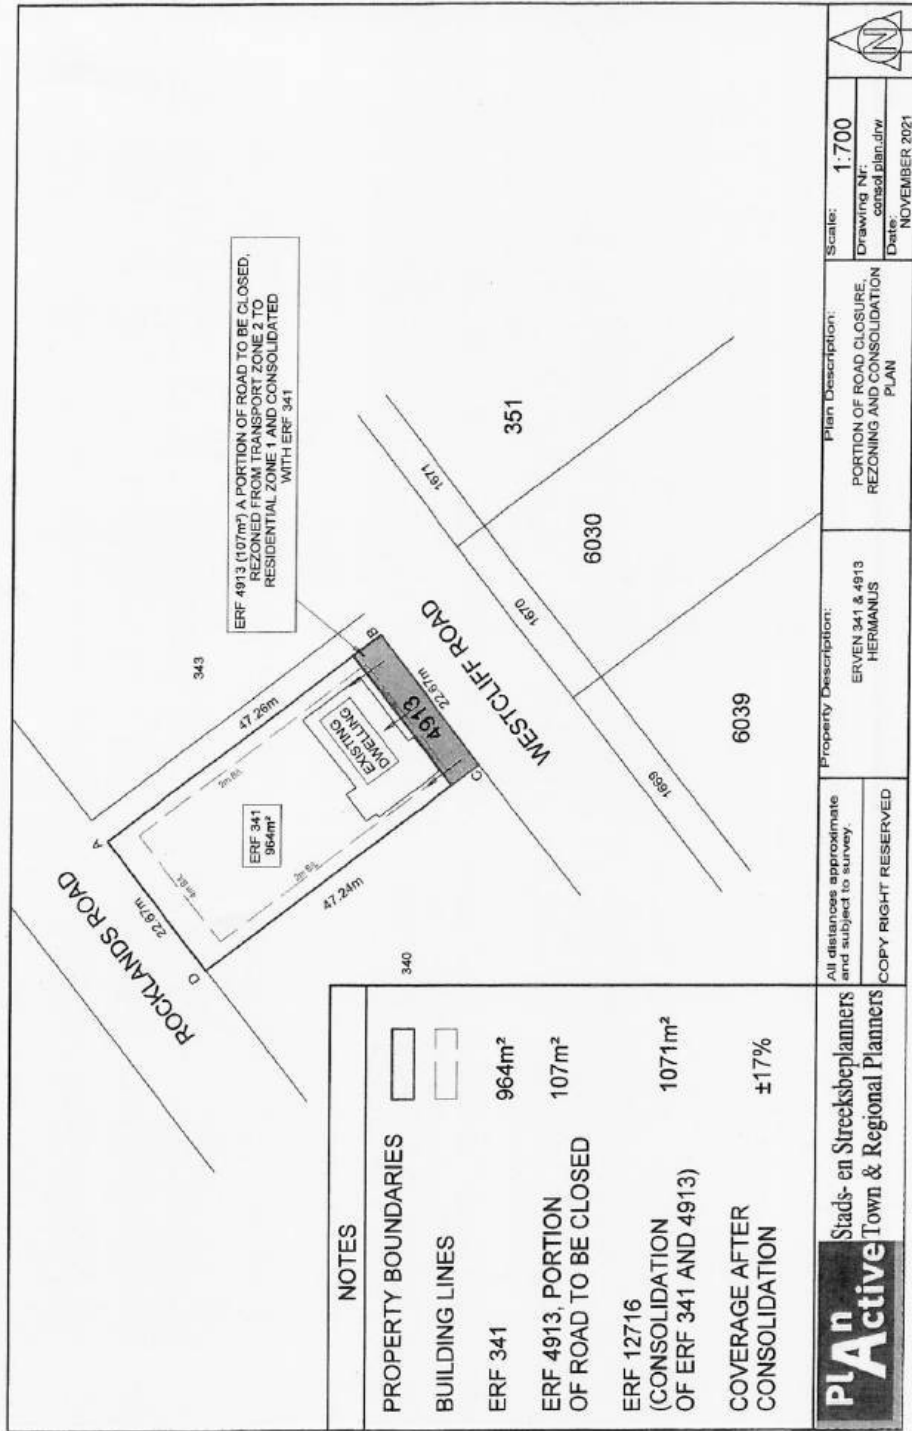 ROCKLANDS ROAD
A
22.67m
D
343
47.26m
4m B/L
2m B/L
ERF 341
964m²
2m B/L
47.24m
340
EXISTING
DWELLING
4913
22.67m
B
C
WESTCLIFF ROAD
ERF 4913 (107m²) A PORTION OF ROAD TO BE CLOSED,
REZONED FROM TRANSPORT ZONE 2 TO
RESIDENTIAL ZONE 1 AND CONSOLIDATED
WITH ERF 341
1671
351
1670
6030
1669
6039
NOTES
PROPERTY BOUNDARIES
BUILDING LINES
ERF 341 964m²
ERF 4913, PORTION 107m²
OF ROAD TO BE CLOSED
ERF 12716
(CONSOLIDATION 1071m²
OF ERF 341 AND 4913)
COVERAGE AFTER ±17%
CONSOLIDATION
Plan Active
Stads- en Streeksbeplanners
Town & Regional Planners
All distances approximate
and subject to survey.
COPY RIGHT RESERVED
Property Description:
ERVEN 341 & 4913
HERMANUS
Plan Description:
PORTION OF ROAD CLOSURE,
REZONING AND CONSOLIDATION
PLAN
Scale: 1:700
Drawing Nr:
consol plan.drw
Date:
NOVEMBER 2021
N